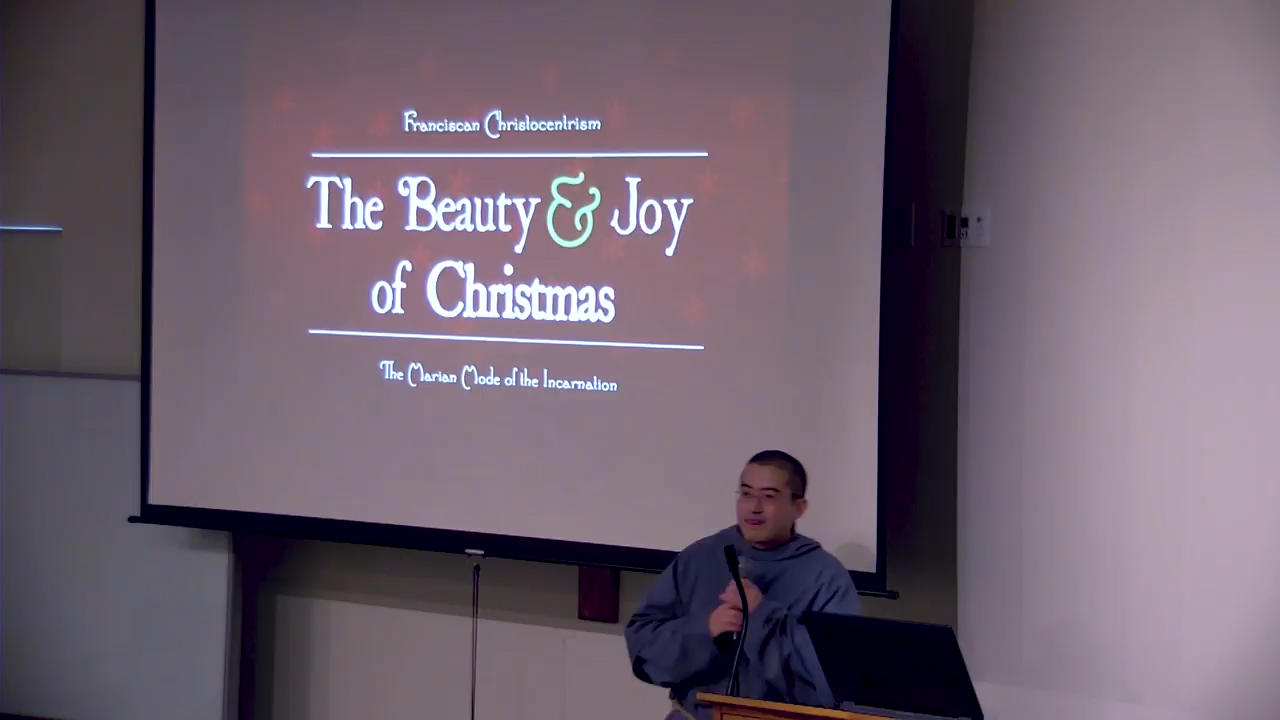 Franciscan Christocentrism
The Beauty & Joy
of Christmas
The Marian Mode of the Incarnation